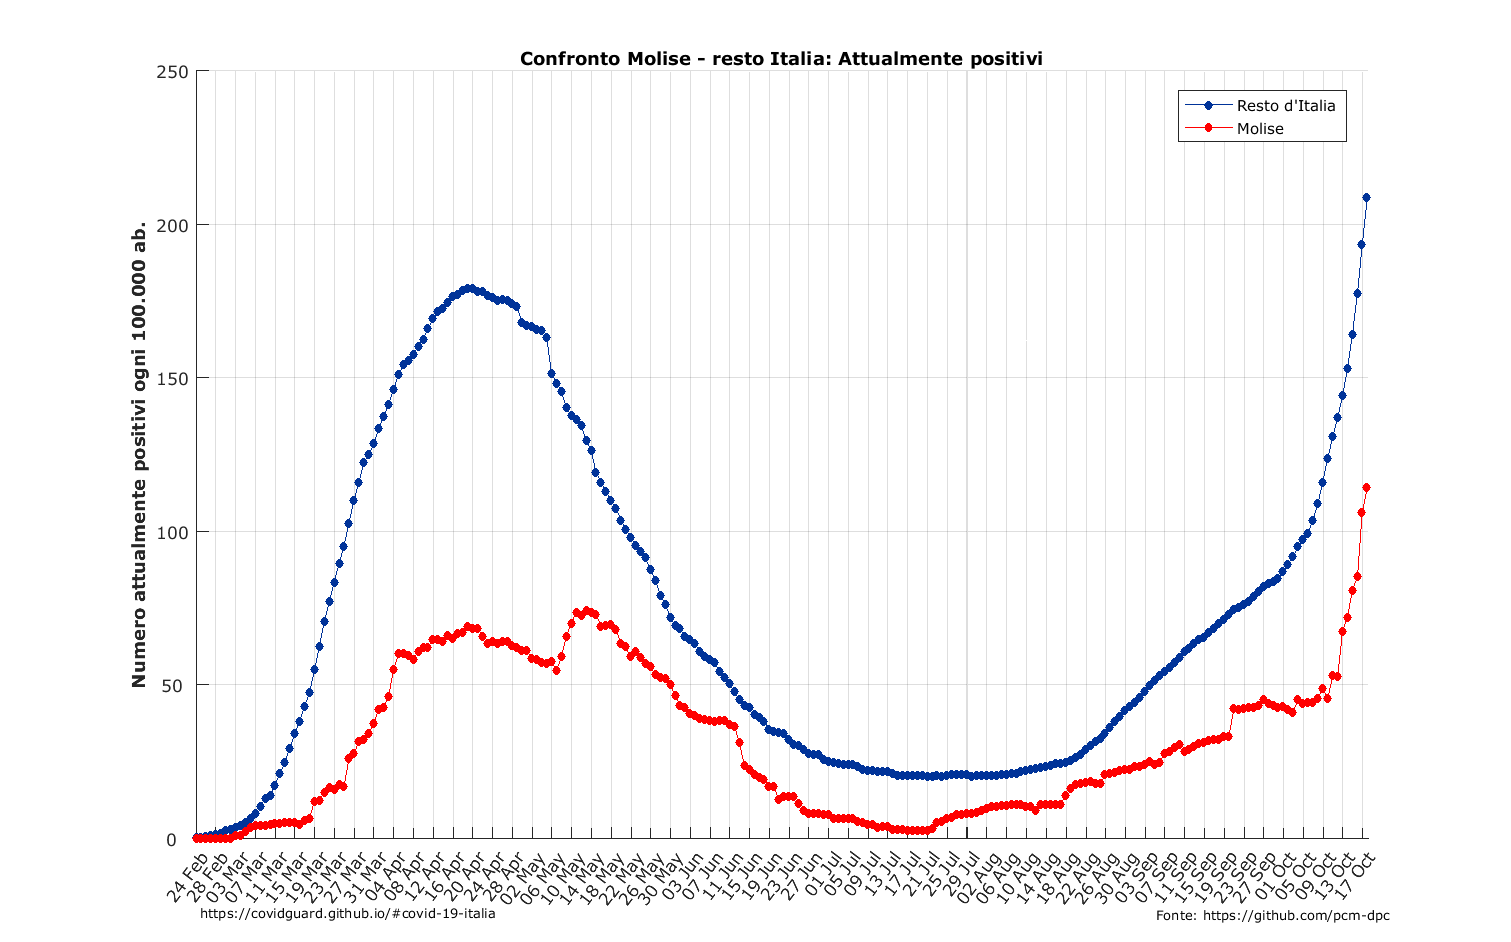 Confronto Molise - resto Italia: Attualmente positivi
Resto d'Italia
Molise
Numero attualmente positivi ogni 100.000 ab.
250
200
150
100
50
0
24 Feb
28 Feb
03 Mar
07 Mar
11 Mar
15 Mar
19 Mar
23 Mar
27 Mar
31 Mar
04 Apr
08 Apr
12 Apr
16 Apr
20 Apr
24 Apr
28 Apr
02 May
06 May
10 May
14 May
18 May
22 May
26 May
30 May
03 Jun
07 Jun
11 Jun
15 Jun
19 Jun
23 Jun
27 Jun
01 Jul
05 Jul
09 Jul
13 Jul
17 Jul
21 Jul
25 Jul
29 Jul
02 Aug
06 Aug
10 Aug
14 Aug
18 Aug
22 Aug
26 Aug
30 Aug
03 Sep
07 Sep
11 Sep
15 Sep
19 Sep
23 Sep
27 Sep
01 Oct
05 Oct
09 Oct
13 Oct
17 Oct
https://covidguard.github.io/#covid-19-italia
Fonte: https://github.com/pcm-dpc